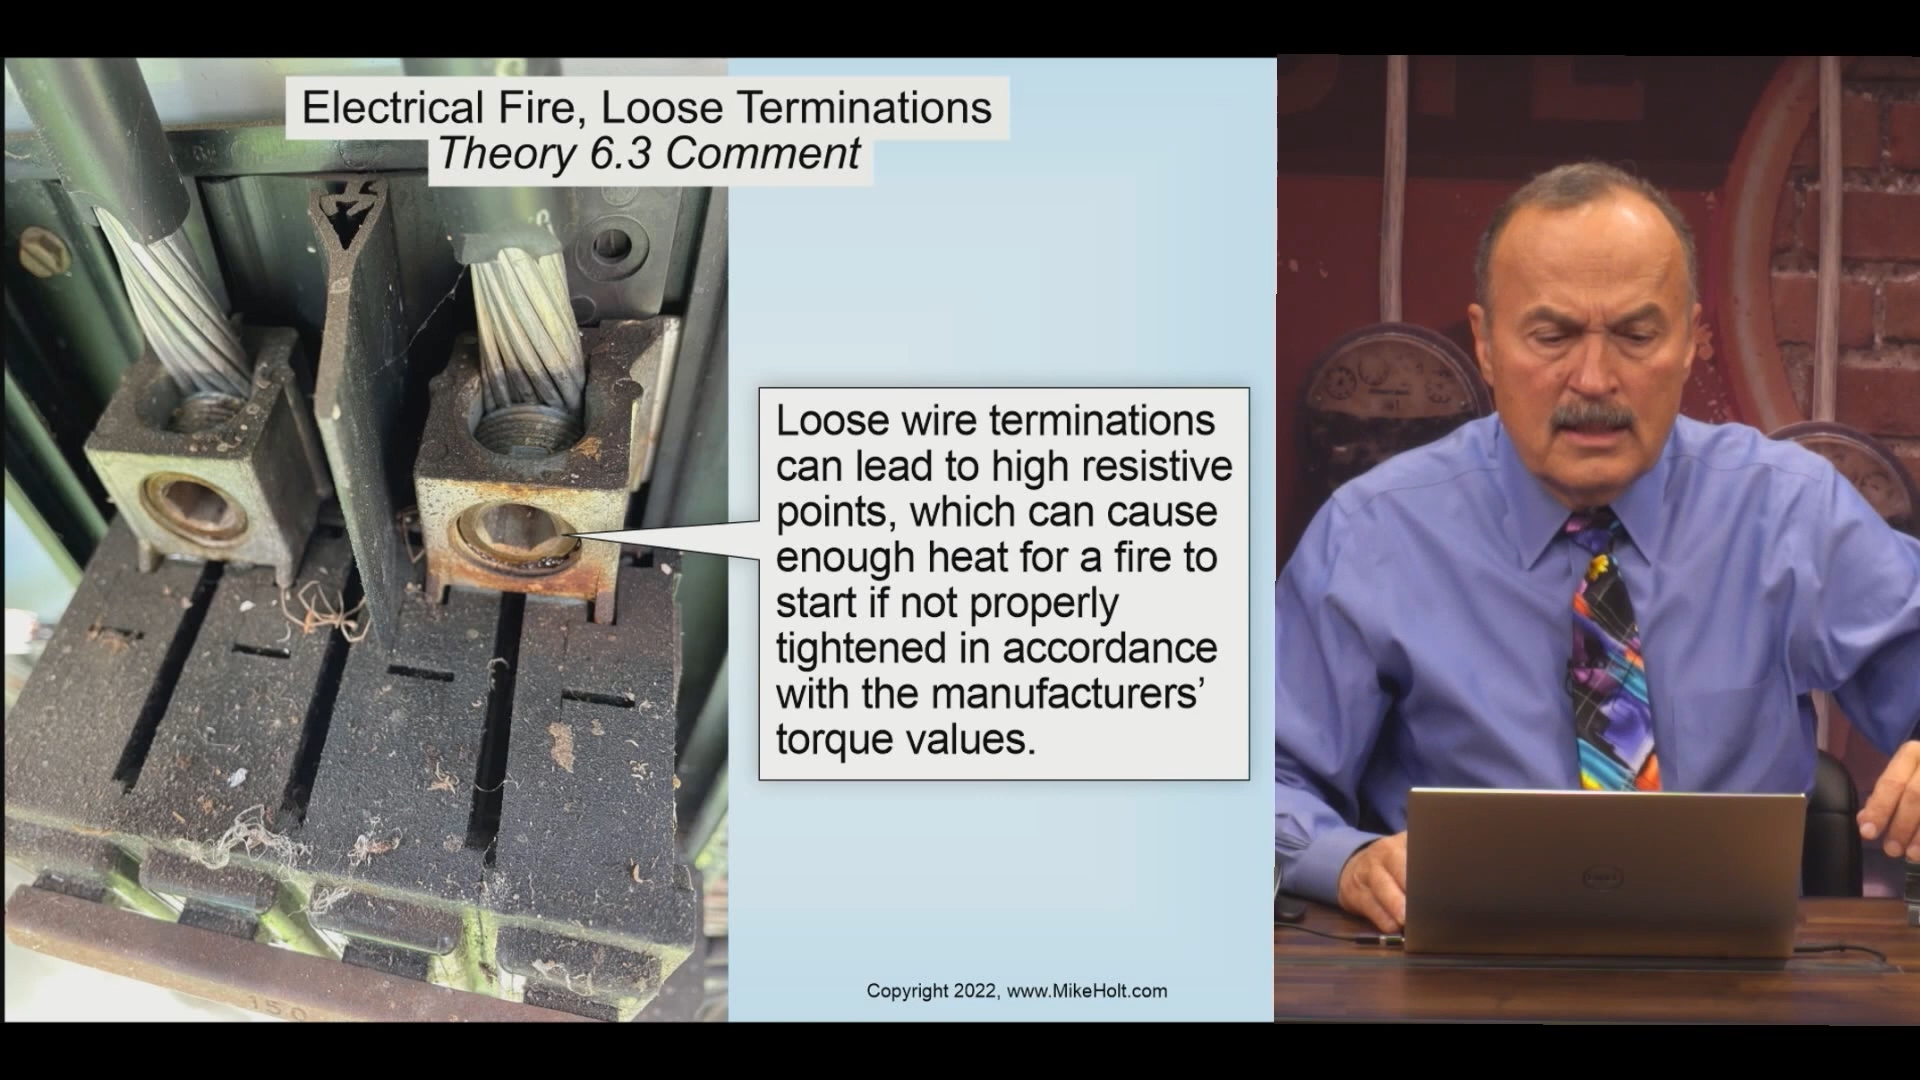 Electrical Fire, Loose Terminations
Theory 6.3 Comment
Loose wire terminations
can lead to high resistive
points, which can cause
enough heat for a fire to
start if not properly
tightened in accordance
with the manufacturers’
torque values.
Copyright 2022, www.MikeHolt.com
150
DELL